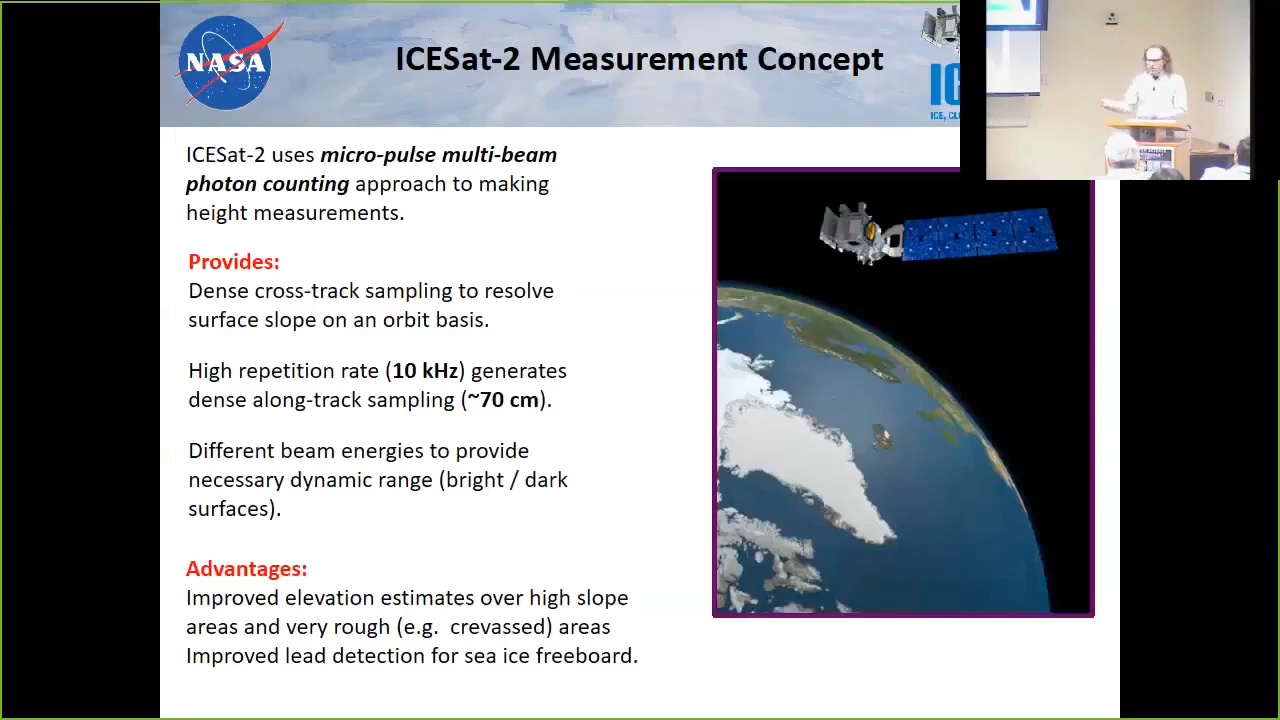 NASA
ICESat-2 Measurement Concept
ICESat-2 uses micro-pulse multi-beam
photon counting approach to making
height measurements.
Provides:
Dense cross-track sampling to resolve
surface slope on an orbit basis.
High repetition rate (10 kHz) generates
dense along-track sampling (~70 cm).
Different beam energies to provide
necessary dynamic range (bright / dark
surfaces).
Advantages:
Improved elevation estimates over high slope
areas and very rough (e.g. crevassed) areas
Improved lead detection for sea ice freeboard.